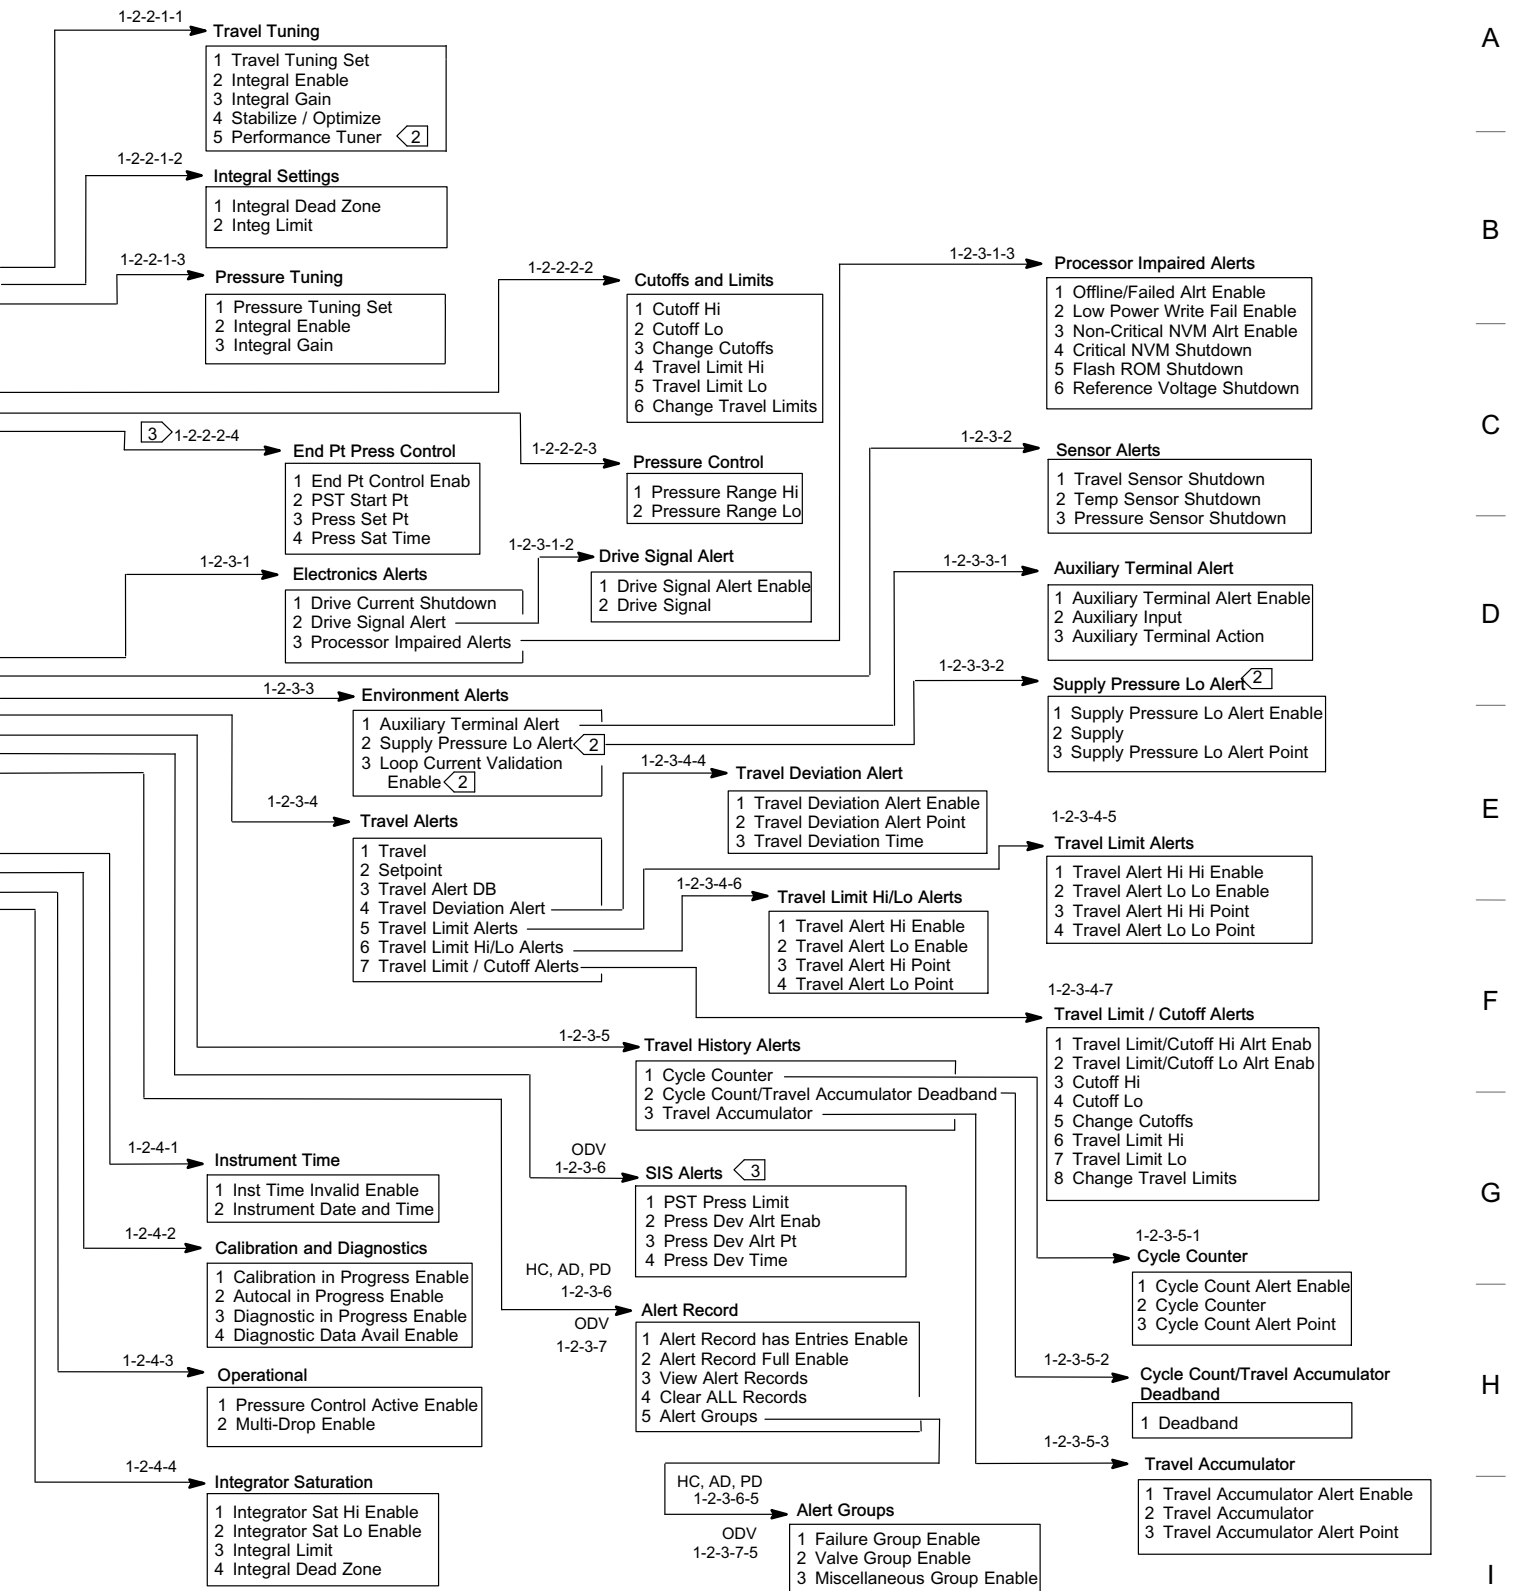 1-2-2-1-1
Travel Tuning
1 Travel Tuning Set
2 Integral Enable
3 Integral Gain
4 Stabilize / Optimize
5 Performance Tuner 2
A
1-2-2-1-2
Integral Settings
1 Integral Dead Zone
2 Integ Limit
B
1-2-2-1-3
Pressure Tuning
1 Pressure Tuning Set
2 Integral Enable
3 Integral Gain
1-2-2-2-2
Cutoffs and Limits
1 Cutoff Hi
2 Cutoff Lo
3 Change Cutoffs
4 Travel Limit Hi
5 Travel Limit Lo
6 Change Travel Limits
1-2-3-1-3
Processor Impaired Alerts
1 Offline/Failed Alrt Enable
2 Low Power Write Fail Enable
3 Non-Critical NVM Alrt Enable
4 Critical NVM Shutdown
5 Flash ROM Shutdown
6 Reference Voltage Shutdown
C
3 1-2-2-2-4
End Pt Press Control
1 End Pt Control Enab
2 PST Start Pt
3 Press Set Pt
4 Press Sat Time
1-2-2-2-3
Pressure Control
1 Pressure Range Hi
2 Pressure Range Lo
1-2-3-2
Sensor Alerts
1 Travel Sensor Shutdown
2 Temp Sensor Shutdown
3 Pressure Sensor Shutdown
1-2-3-1
Electronics Alerts
1 Drive Current Shutdown
2 Drive Signal Alert
3 Processor Impaired Alerts
1-2-3-1-2
Drive Signal Alert
1 Drive Signal Alert Enable
2 Drive Signal
1-2-3-3-1
Auxiliary Terminal Alert
1 Auxiliary Terminal Alert Enable
2 Auxiliary Input
3 Auxiliary Terminal Action
D
1-2-3-3
Environment Alerts
1 Auxiliary Terminal Alert
2 Supply Pressure Lo Alert 2
3 Loop Current Validation
Enable 2
1-2-3-3-2
Supply Pressure Lo Alert 2
1 Supply Pressure Lo Alert Enable
2 Supply
3 Supply Pressure Lo Alert Point
1-2-3-4
Travel Alerts
1 Travel
2 Setpoint
3 Travel Alert DB
4 Travel Deviation Alert
5 Travel Limit Alerts
6 Travel Limit Hi/Lo Alerts
7 Travel Limit / Cutoff Alerts
1-2-3-4-4
Travel Deviation Alert
1 Travel Deviation Alert Enable
2 Travel Deviation Alert Point
3 Travel Deviation Time
E
1-2-3-4-5
Travel Limit Alerts
1 Travel Alert Hi Hi Enable
2 Travel Alert Lo Lo Enable
3 Travel Alert Hi Hi Point
4 Travel Alert Lo Lo Point
1-2-3-4-6
Travel Limit Hi/Lo Alerts
1 Travel Alert Hi Enable
2 Travel Alert Lo Enable
3 Travel Alert Hi Point
4 Travel Alert Lo Point
F
1-2-3-4-7
Travel Limit / Cutoff Alerts
1 Travel Limit/Cutoff Hi Alrt Enab
2 Travel Limit/Cutoff Lo Alrt Enab
3 Cutoff Hi
4 Cutoff Lo
5 Change Cutoffs
6 Travel Limit Hi
7 Travel Limit Lo
8 Change Travel Limits
1-2-3-5
Travel History Alerts
1 Cycle Counter
2 Cycle Count/Travel Accumulator Deadband
3 Travel Accumulator
1-2-4-1
Instrument Time
1 Inst Time Invalid Enable
2 Instrument Date and Time
ODV
1-2-3-6
SIS Alerts 3
1 PST Press Limit
2 Press Dev Alrt Enab
3 Press Dev Alrt Pt
4 Press Dev Time
G
1-2-4-2
Calibration and Diagnostics
1 Calibration in Progress Enable
2 Autocal in Progress Enable
3 Diagnostic in Progress Enable
4 Diagnostic Data Avail Enable
1-2-3-5-1
Cycle Counter
1 Cycle Count Alert Enable
2 Cycle Counter
3 Cycle Count Alert Point
HC, AD, PD
1-2-3-6
ODV
1-2-3-7
Alert Record
1 Alert Record has Entries Enable
2 Alert Record Full Enable
3 View Alert Records
4 Clear ALL Records
5 Alert Groups
1-2-4-3
Operational
1 Pressure Control Active Enable
2 Multi-Drop Enable
1-2-3-5-2
Cycle Count/Travel Accumulator
Deadband
1 Deadband
H
1-2-4-4
Integrator Saturation
1 Integrator Sat Hi Enable
2 Integrator Sat Lo Enable
3 Integral Limit
4 Integral Dead Zone
1-2-3-5-3
Travel Accumulator
1 Travel Accumulator Alert Enable
2 Travel Accumulator
3 Travel Accumulator Alert Point
HC, AD, PD
1-2-3-6-5
ODV
1-2-3-7-5
Alert Groups
1 Failure Group Enable
2 Valve Group Enable
3 Miscellaneous Group Enable
I